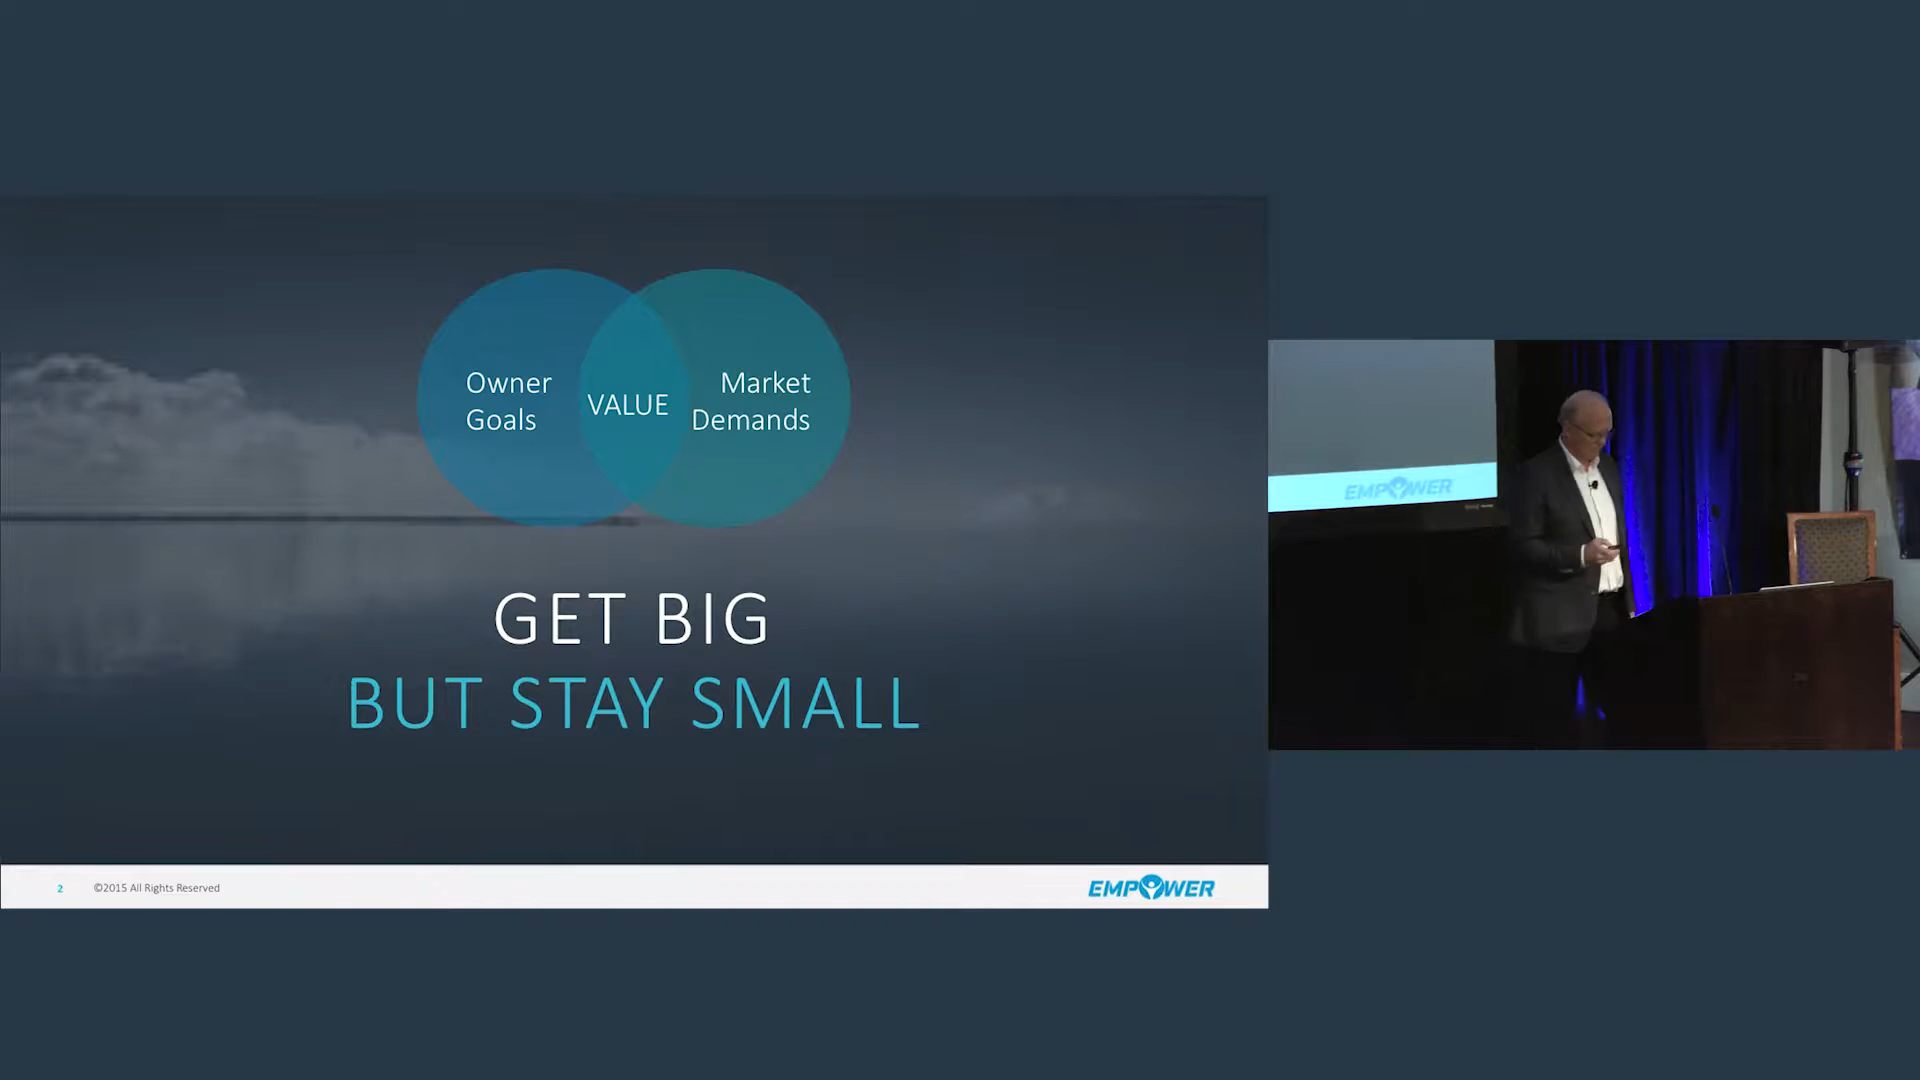 Owner
Goals
VALUE
Market
Demands
GET BIG
BUT STAY SMALL
2
©2015 All Rights Reserved
EMPOWER
EMPOWER